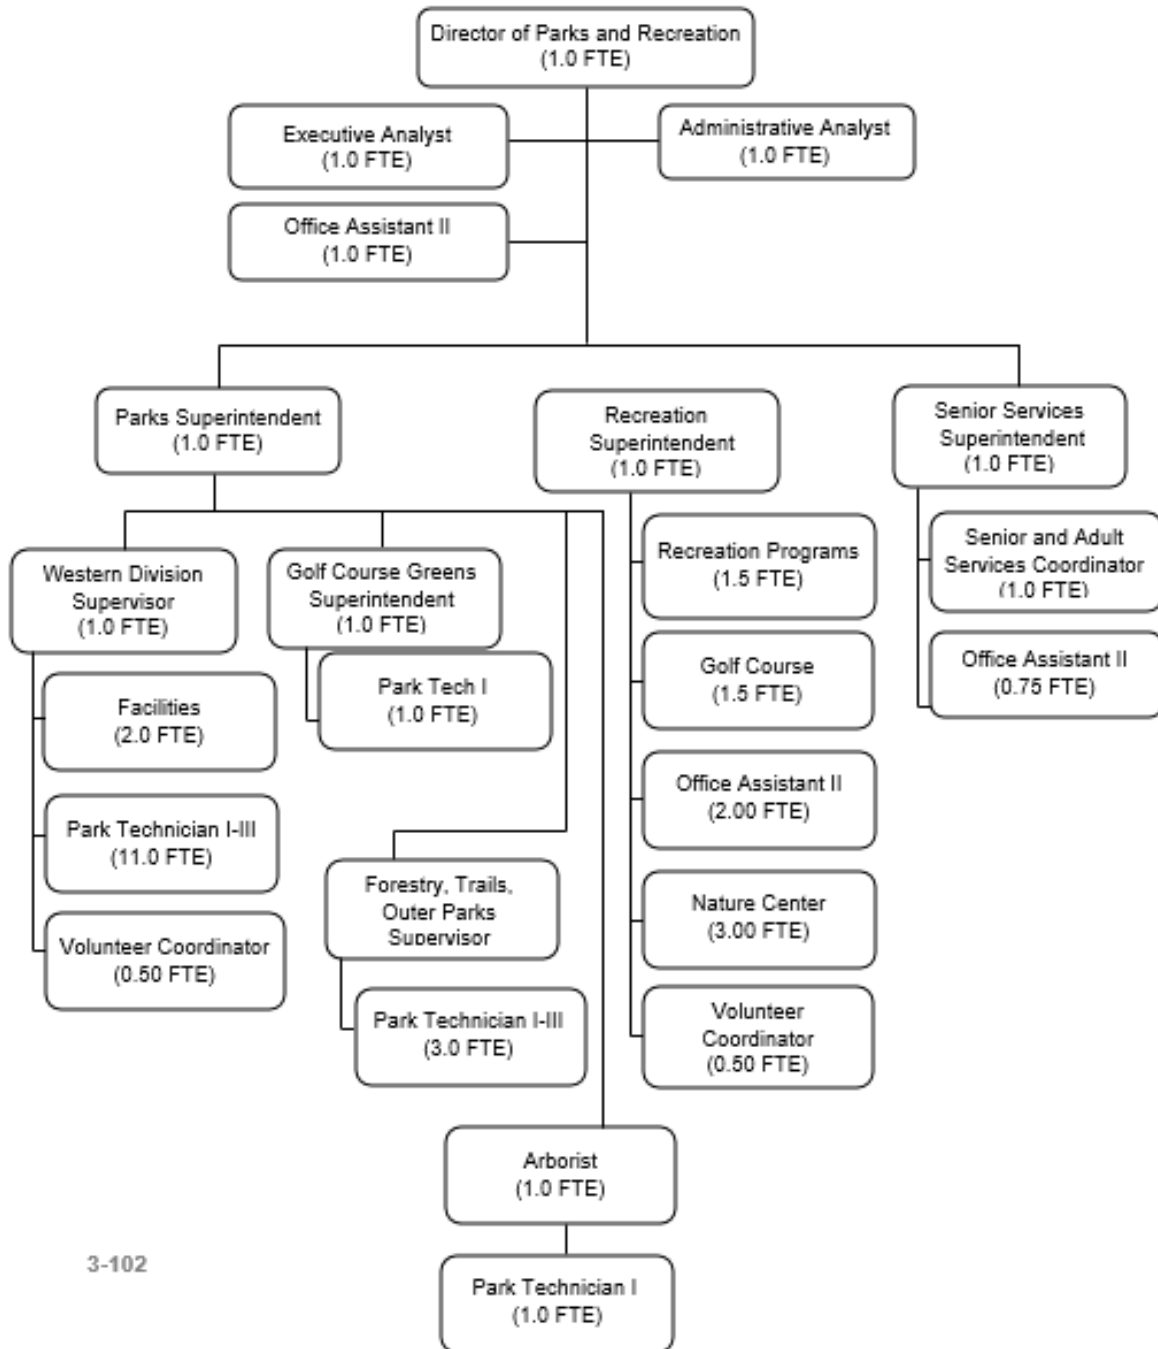 Director of Parks and Recreation
(1.0 FTE)
Executive Analyst
(1.0 FTE)
Administrative Analyst
(1.0 FTE)
Office Assistant II
(1.0 FTE)
Parks Superintendent
(1.0 FTE)
Recreation
Superintendent
(1.0 FTE)
Senior Services
Superintendent
(1.0 FTE)
Western Division
Supervisor
(1.0 FTE)
Facilities
(2.0 FTE)
Park Technician I-III
(11.0 FTE)
Volunteer Coordinator
(0.50 FTE)
Golf Course Greens
Superintendent
(1.0 FTE)
Park Tech I
(1.0 FTE)
Forestry, Trails,
Outer Parks
Supervisor
Park Technician I-III
(3.0 FTE)
Arborist
(1.0 FTE)
Park Technician I
(1.0 FTE)
Recreation Programs
(1.5 FTE)
Golf Course
(1.5 FTE)
Office Assistant II
(2.00 FTE)
Nature Center
(3.00 FTE)
Volunteer
Coordinator
(0.50 FTE)
Senior and Adult
Services Coordinator
(1.0 FTE)
Office Assistant II
(0.75 FTE)
3-102